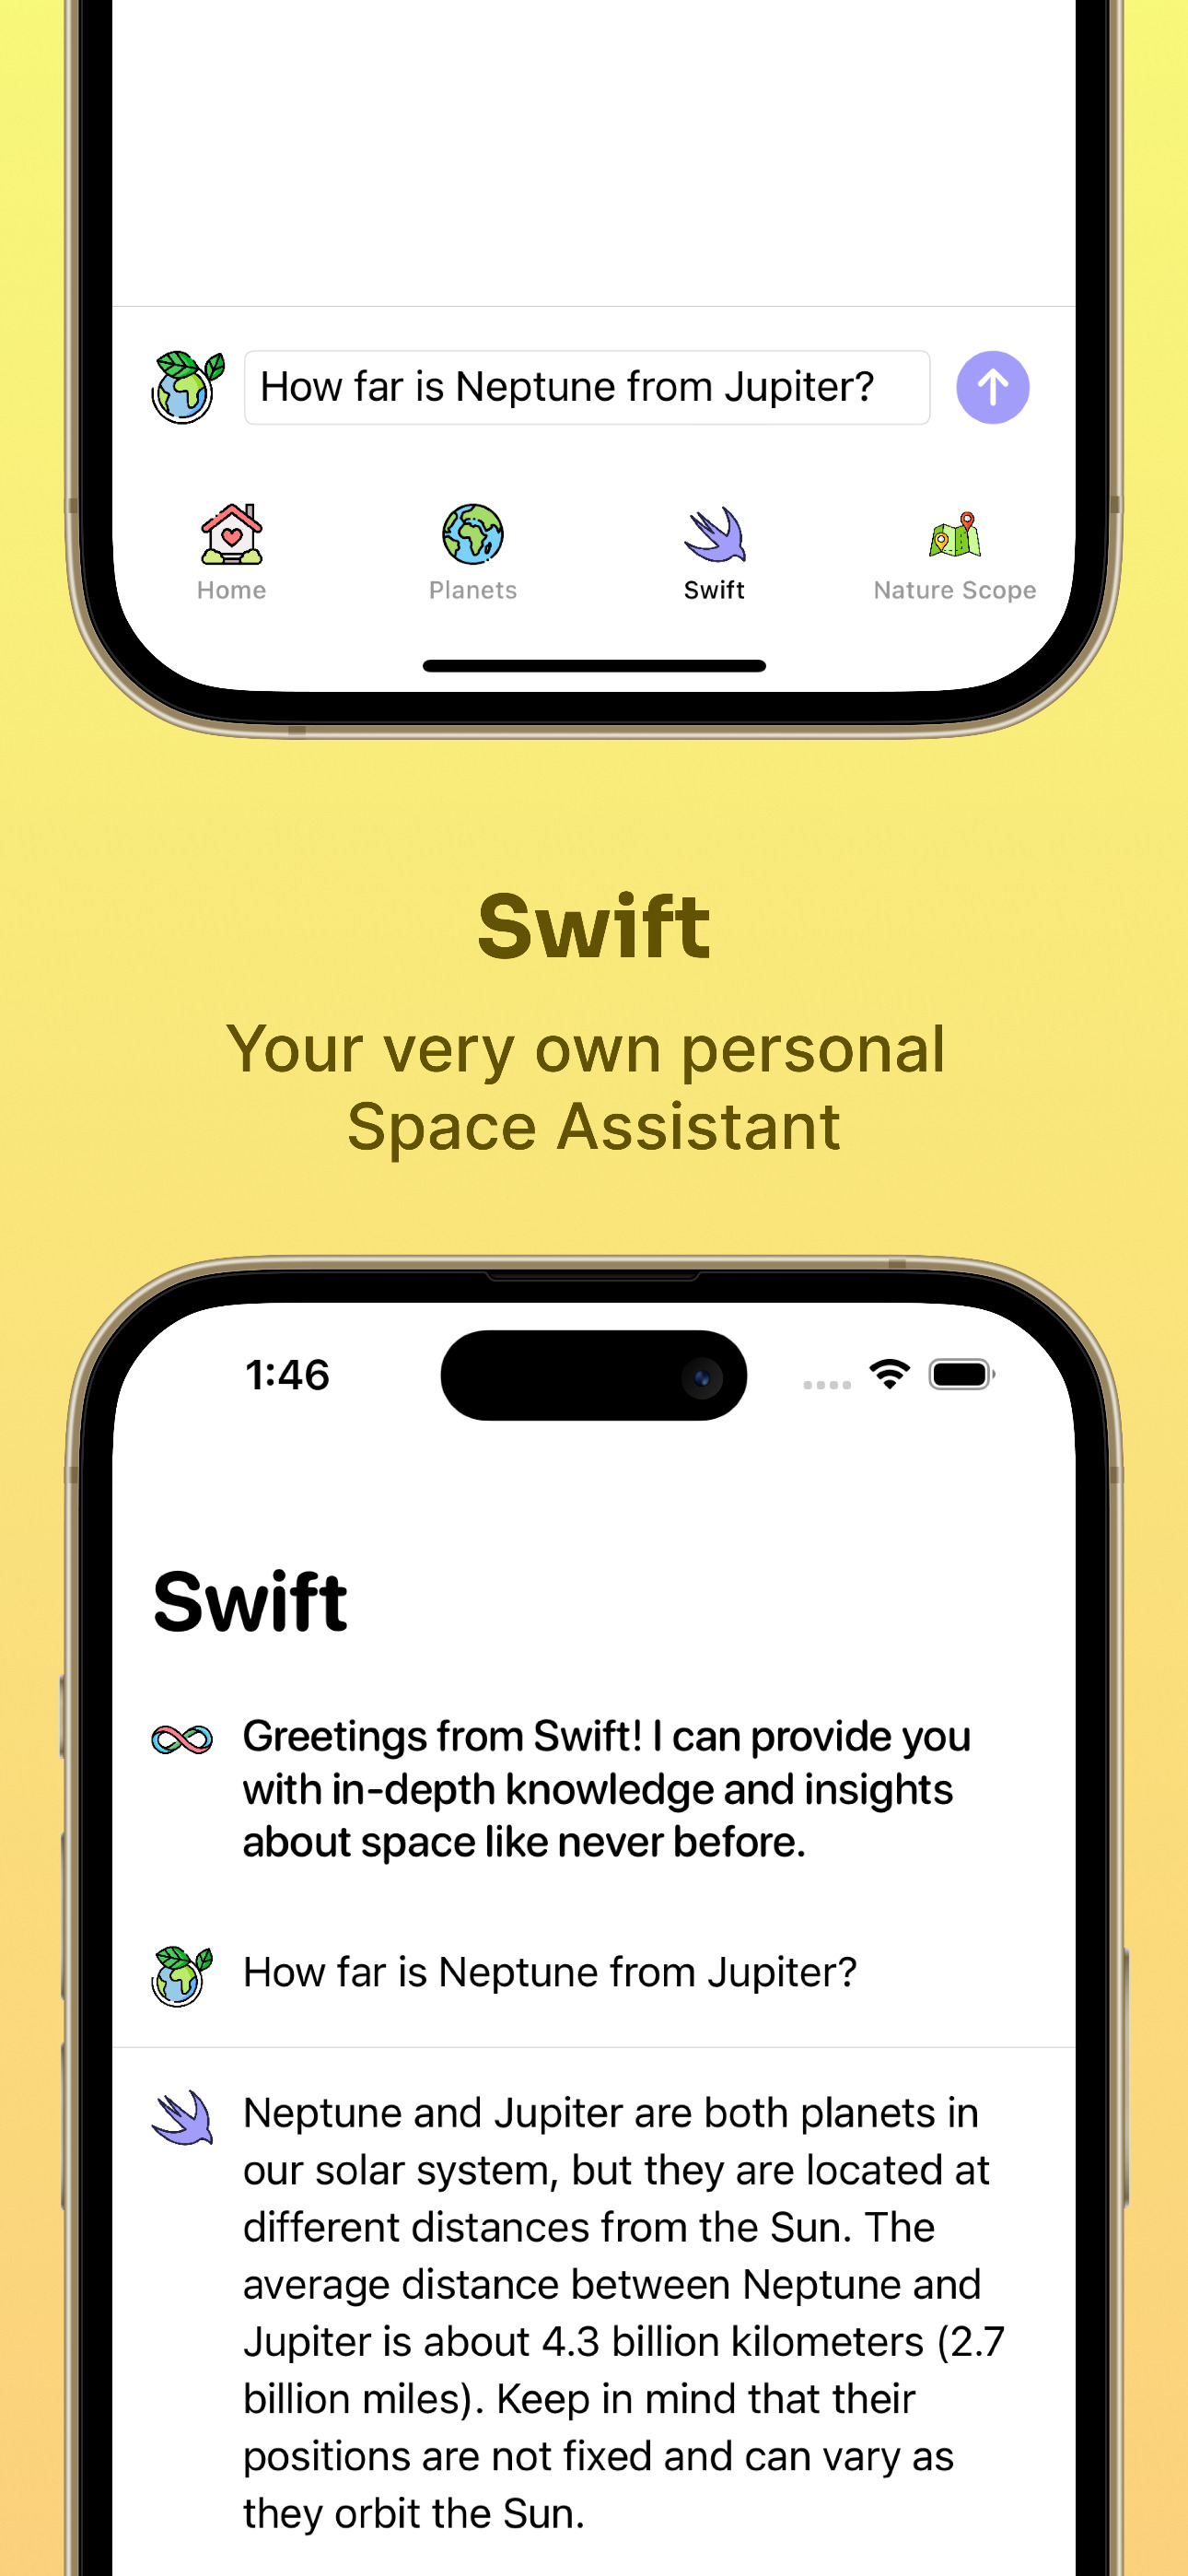 How far is Neptune from Jupiter?
Home
Planets
Swift
Nature Scope
Swift
Your very own personal
Space Assistant
1:46
Swift
Greetings from Swift! I can provide you
with in-depth knowledge and insights
about space like never before.
How far is Neptune from Jupiter?
Neptune and Jupiter are both planets in
our solar system, but they are located at
different distances from the Sun. The
average distance between Neptune and
Jupiter is about 4.3 billion kilometers (2.7
billion miles). Keep in mind that their
positions are not fixed and can vary as
they orbit the Sun.